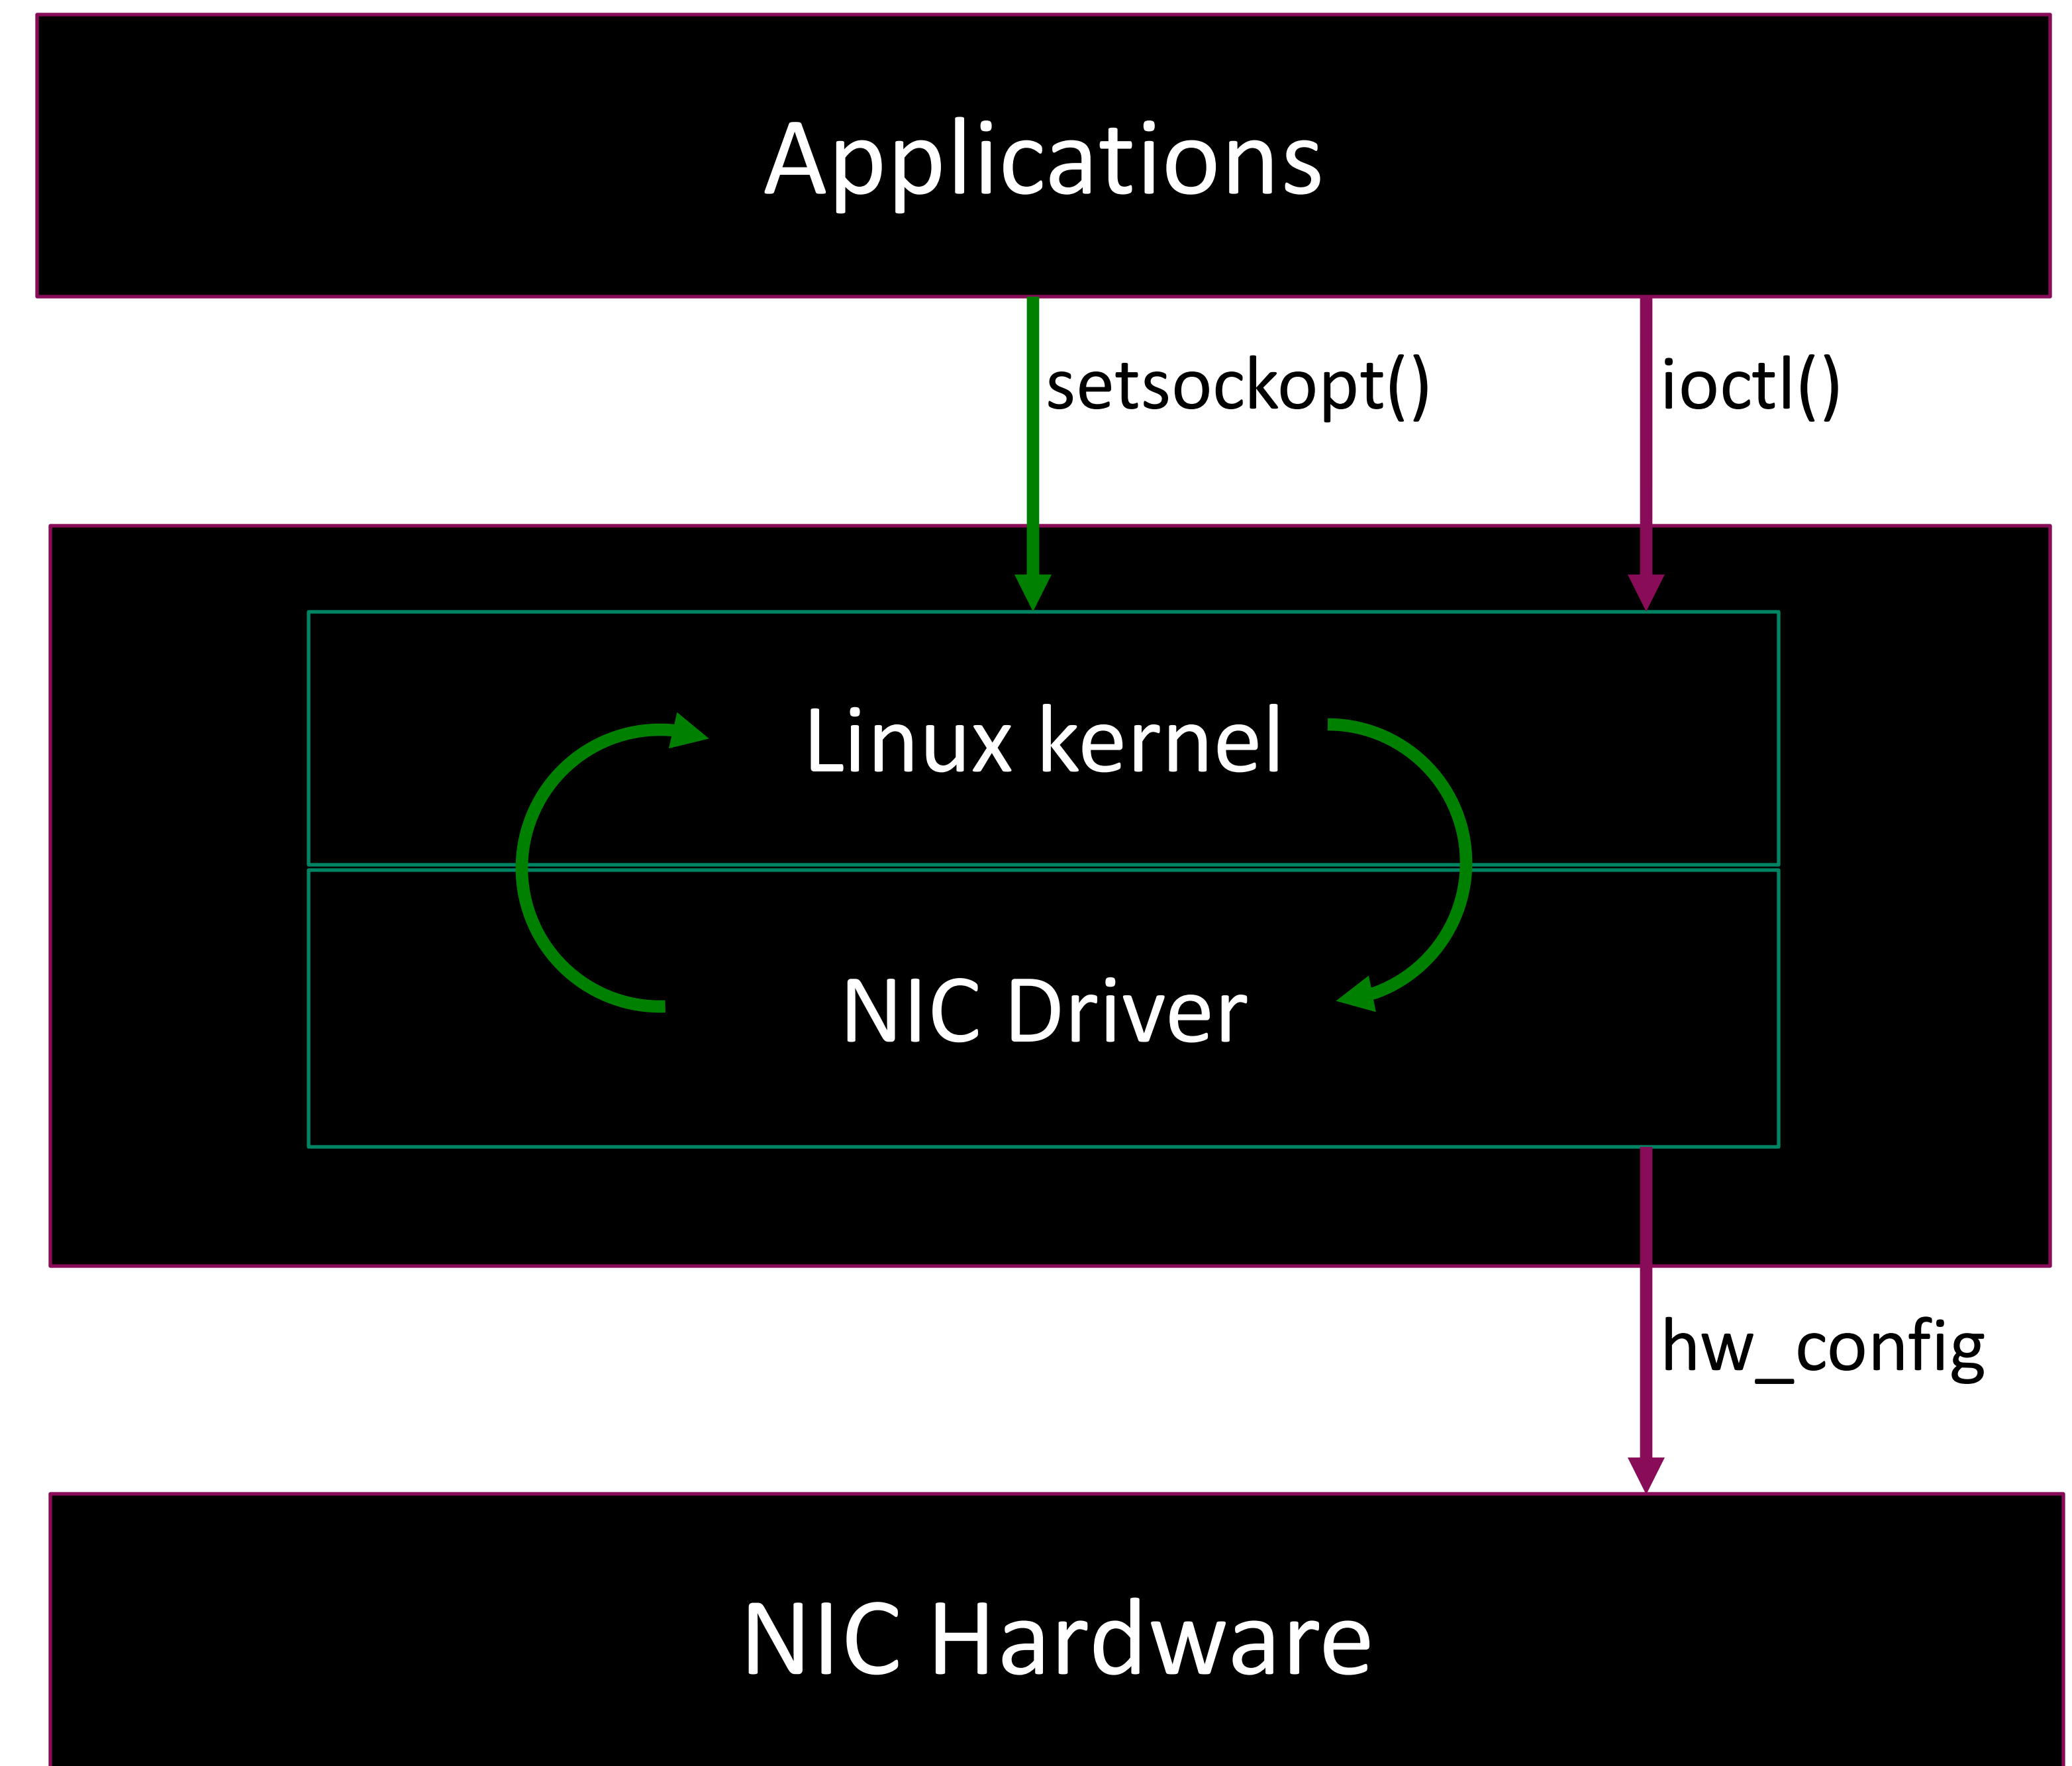 Applications
setsockopt()
ioctl()
Linux kernel
NIC Driver
hw_config
NIC Hardware